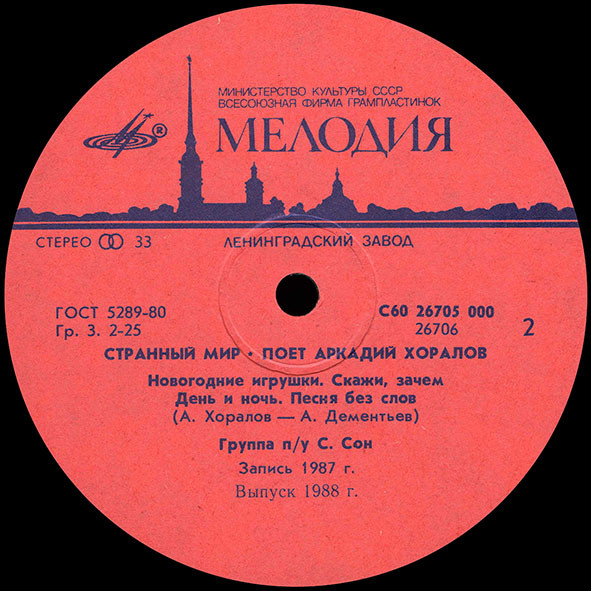 МИНИСТЕРСТВО КУЛЬТУРЫ СССР
ВСЕСОЮЗНАЯ ФИРМА ГРАМПЛАСТИНОК
® МЕЛОДИЯ
СТЕРЕО 33 ЛЕНИНГРАДСКИЙ ЗАВОД
ГОСТ 5289-80 С60 26705 000
Гр. 3. 2-25 26706 2
СТРАННЫЙ МИР · ПОЕТ АРКАДИЙ ХОРАЛОВ
Новогодние игрушки. Скажи, зачем
День и ночь. Песня без слов
(А. Хоралов — А. Дементьев)
Группа п/у С. Сон
Запись 1987 г.
Выпуск 1988 г.